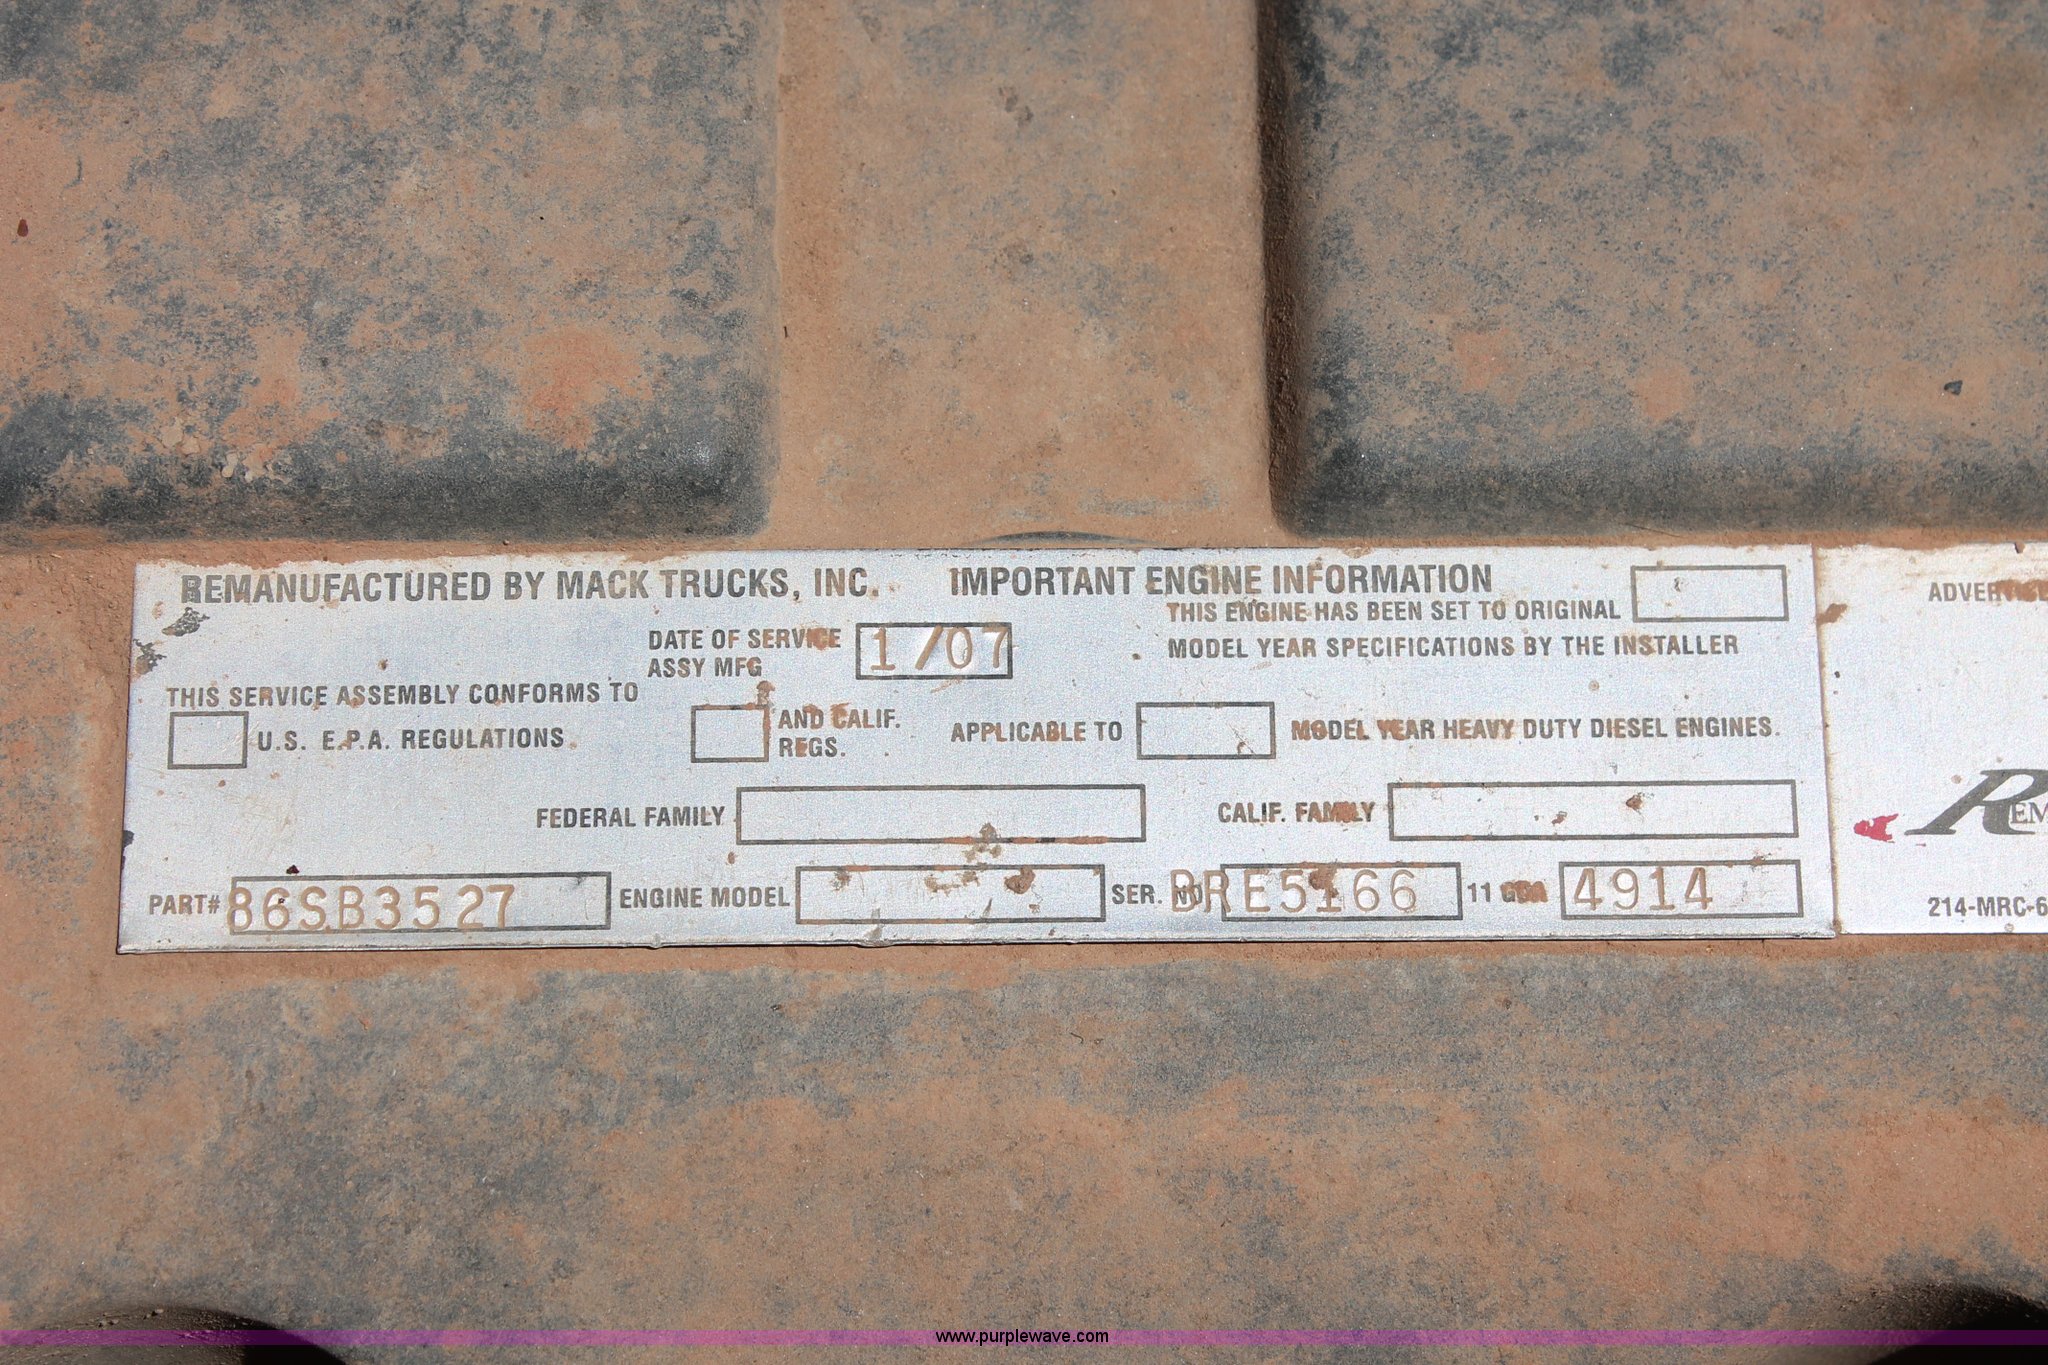 REMANUFACTURED BY MACK TRUCKS, INC. IMPORTANT ENGINE INFORMATION
THIS ENGINE HAS BEEN SET TO ORIGINAL
MODEL YEAR SPECIFICATIONS BY THE INSTALLER
DATE OF SERVICE
ASSY MFG
1/07
THIS SERVICE ASSEMBLY CONFORMS TO
U.S. E.P.A. REGULATIONS
AND CALIF.
REGS.
APPLICABLE TO
MODEL YEAR HEAVY DUTY DIESEL ENGINES.
FEDERAL FAMILY
CALIF. FAMILY
PART# 86SB3527 ENGINE MODEL SER. NO BRE5166 11 4914
214-MRC-6
www.purplewave.com